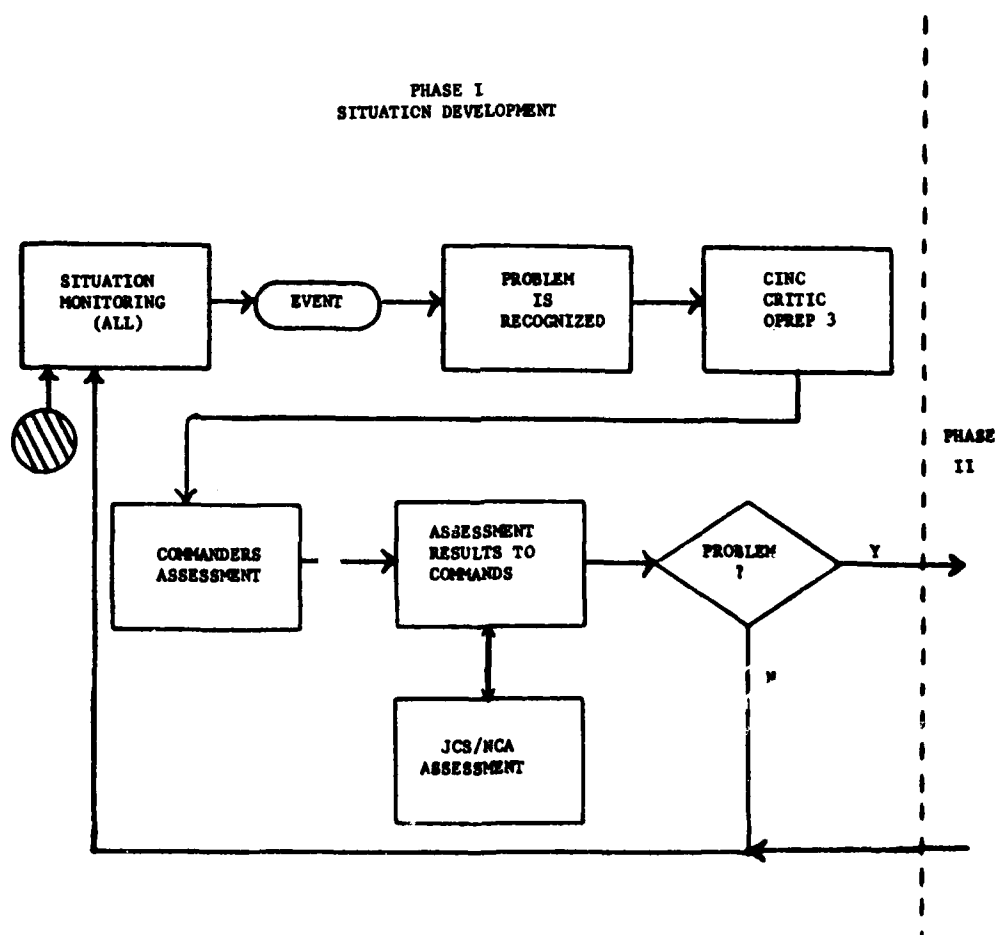 PHASE I
SITUATION DEVELOPMENT
SITUATION
MONITORING
(ALL)
EVENT
PROBLEM
IS
RECOGNIZED
CINC
CRITIC
OPREP 3
PHASE
II
COMMANDERS
ASSESSMENT
ASSESSMENT
RESULTS TO
COMMANDS
PROBLEM
?
Y
N
JCS/NCA
ASSESSMENT